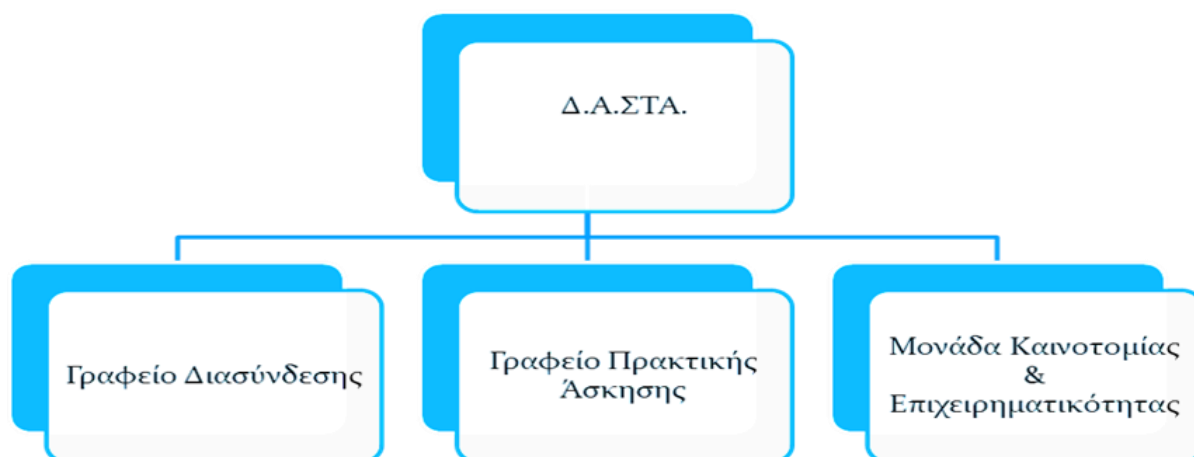 Δ.Α.ΣΤΑ.
Γραφείο Διασύνδεσης
Γραφείο Πρακτικής
Άσκησης
Μονάδα Καινοτομίας
&
Επιχειρηματικότητας